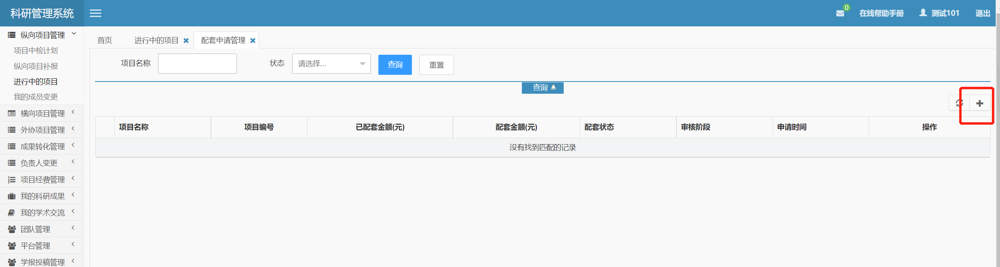 科研管理系统
0
在线帮助手册
测试101
退出
纵向项目管理
项目中检计划
纵向项目补报
进行中的项目
我的成员变更
横向项目管理
外协项目管理
成果转化管理
负责人变更
项目经费管理
我的科研成果
我的学术交流
团队管理
平台管理
学报投稿管理
首页 进行中的项目 配套申请管理
项目名称 状态 请选择... 查询 重置
查询
项目名称 项目编号 已配套金额(元) 配套金额(元) 配套状态 审核阶段 申请时间 操作
没有找到匹配的记录